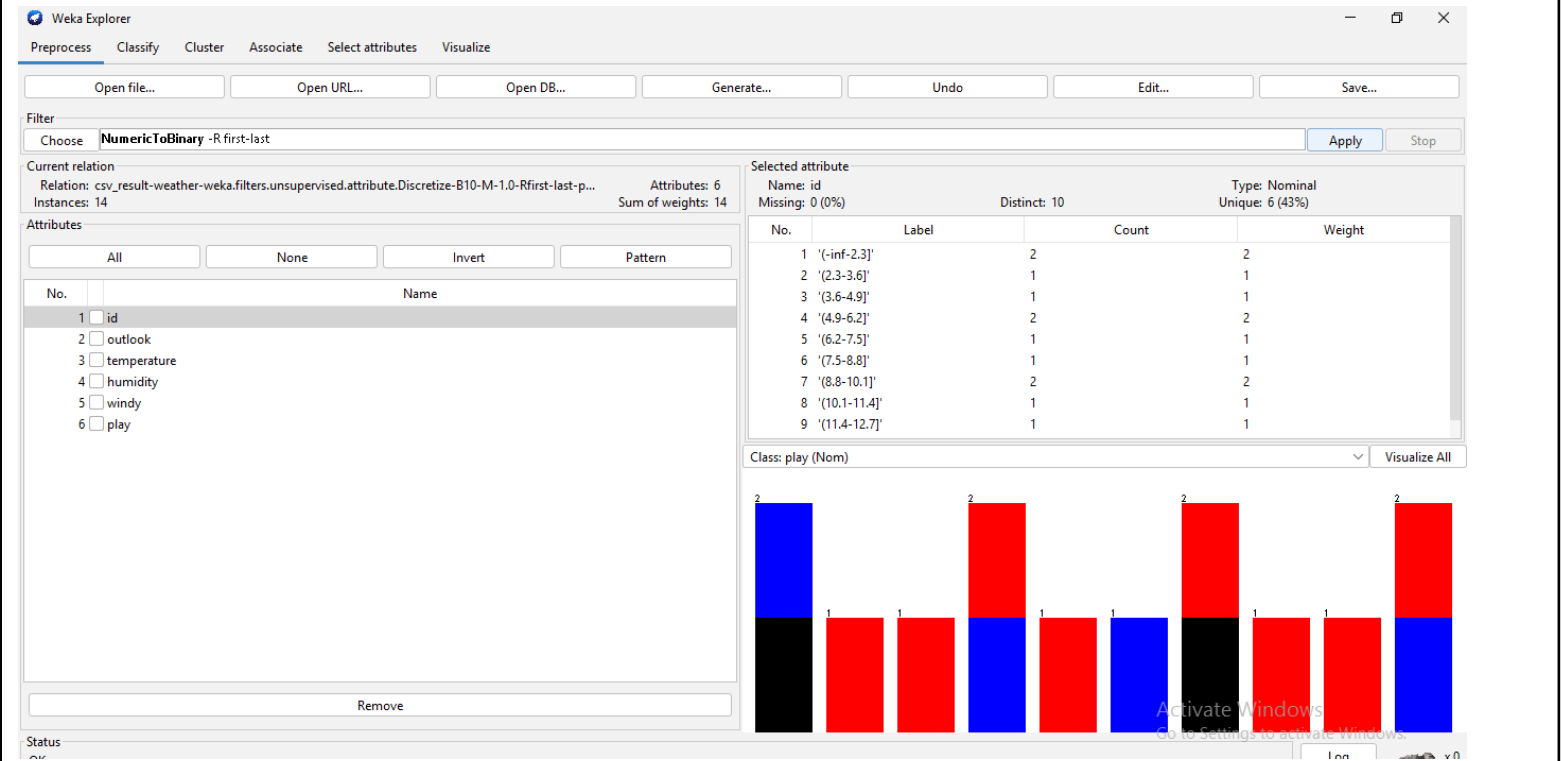 Weka Explorer
Preprocess Classify Cluster Associate Select attributes Visualize
Open file... Open URL... Open DB... Generate... Undo Edit... Save...
Filter
Choose NumericToBinary -R first-last Apply Stop
Current relation
Relation: csv_result-weather-weka.filters.unsupervised.attribute.Discretize-B10-M-1.0-Rfirst-last-p... Attributes: 6
Instances: 14 Sum of weights: 14
Attributes
All None Invert Pattern
No. Name
1 id
2 outlook
3 temperature
4 humidity
5 windy
6 play
Remove
Selected attribute
Name: id Type: Nominal
Missing: 0 (0%) Distinct: 10 Unique: 6 (43%)
No. Label Count Weight
1 '(-inf-2.3]' 2 2
2 '(2.3-3.6]' 1 1
3 '(3.6-4.9]' 1 1
4 '(4.9-6.2]' 2 2
5 '(6.2-7.5]' 1 1
6 '(7.5-8.8]' 1 1
7 '(8.8-10.1]' 2 2
8 '(10.1-11.4]' 1 1
9 '(11.4-12.7]' 1 1
Class: play (Nom) Visualize All
2 1 1 2 1 1 2 1 1 2
Activate Windows
Go to Settings to activate Windows.
Status
OK
Log x 0